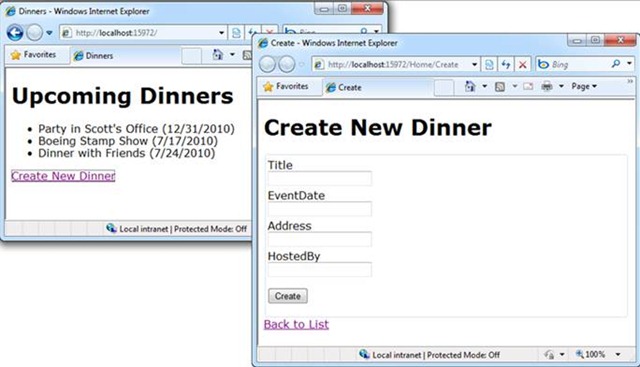 Dinners - Windows Internet Explorer
http://localhost:15972/
Bing
Favorites
Dinners
Upcoming Dinners
Party in Scott's Office (12/31/2010)
Boeing Stamp Show (7/17/2010)
Dinner with Friends (7/24/2010)
Create New Dinner
Local intranet | Protected Mode: Off
Create - Windows Internet Explorer
http://localhost:15972/Home/Create
Bing
Favorites
Create
Page
Create New Dinner
Title
EventDate
Address
HostedBy
Create
Back to List
Local intranet | Protected Mode: Off
100%